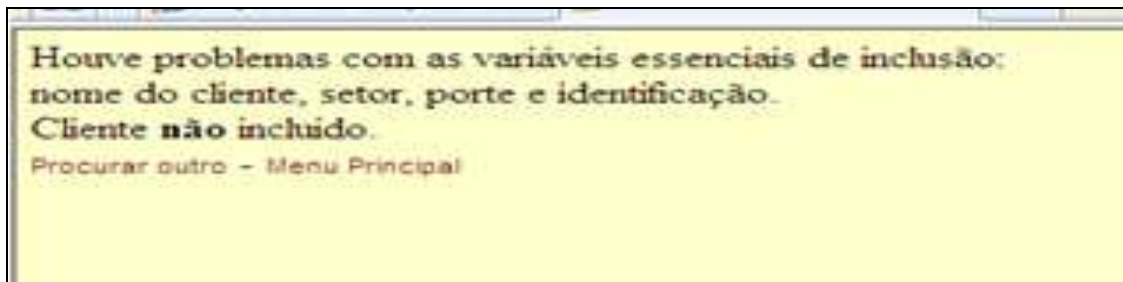 Houve problemas com as variáveis essenciais de inclusão:
nome do cliente, setor, porte e identificação.
Cliente não incluído.
Procurar outro - Menu Principal